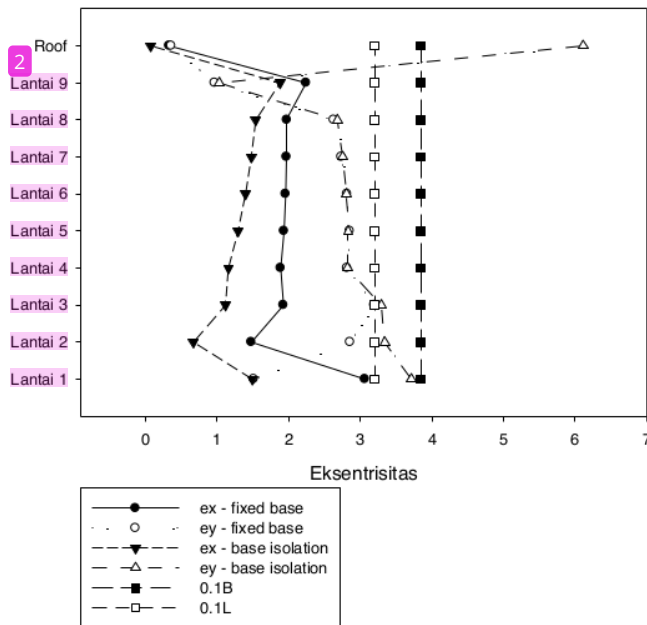 Roof
2
Lantai 9
Lantai 8
Lantai 7
Lantai 6
Lantai 5
Lantai 4
Lantai 3
Lantai 2
Lantai 1
0 1 2 3 4 5 6 7
Eksentrisitas
ex - fixed base
ey - fixed base
ex - base isolation
ey - base isolation
0.1B
0.1L